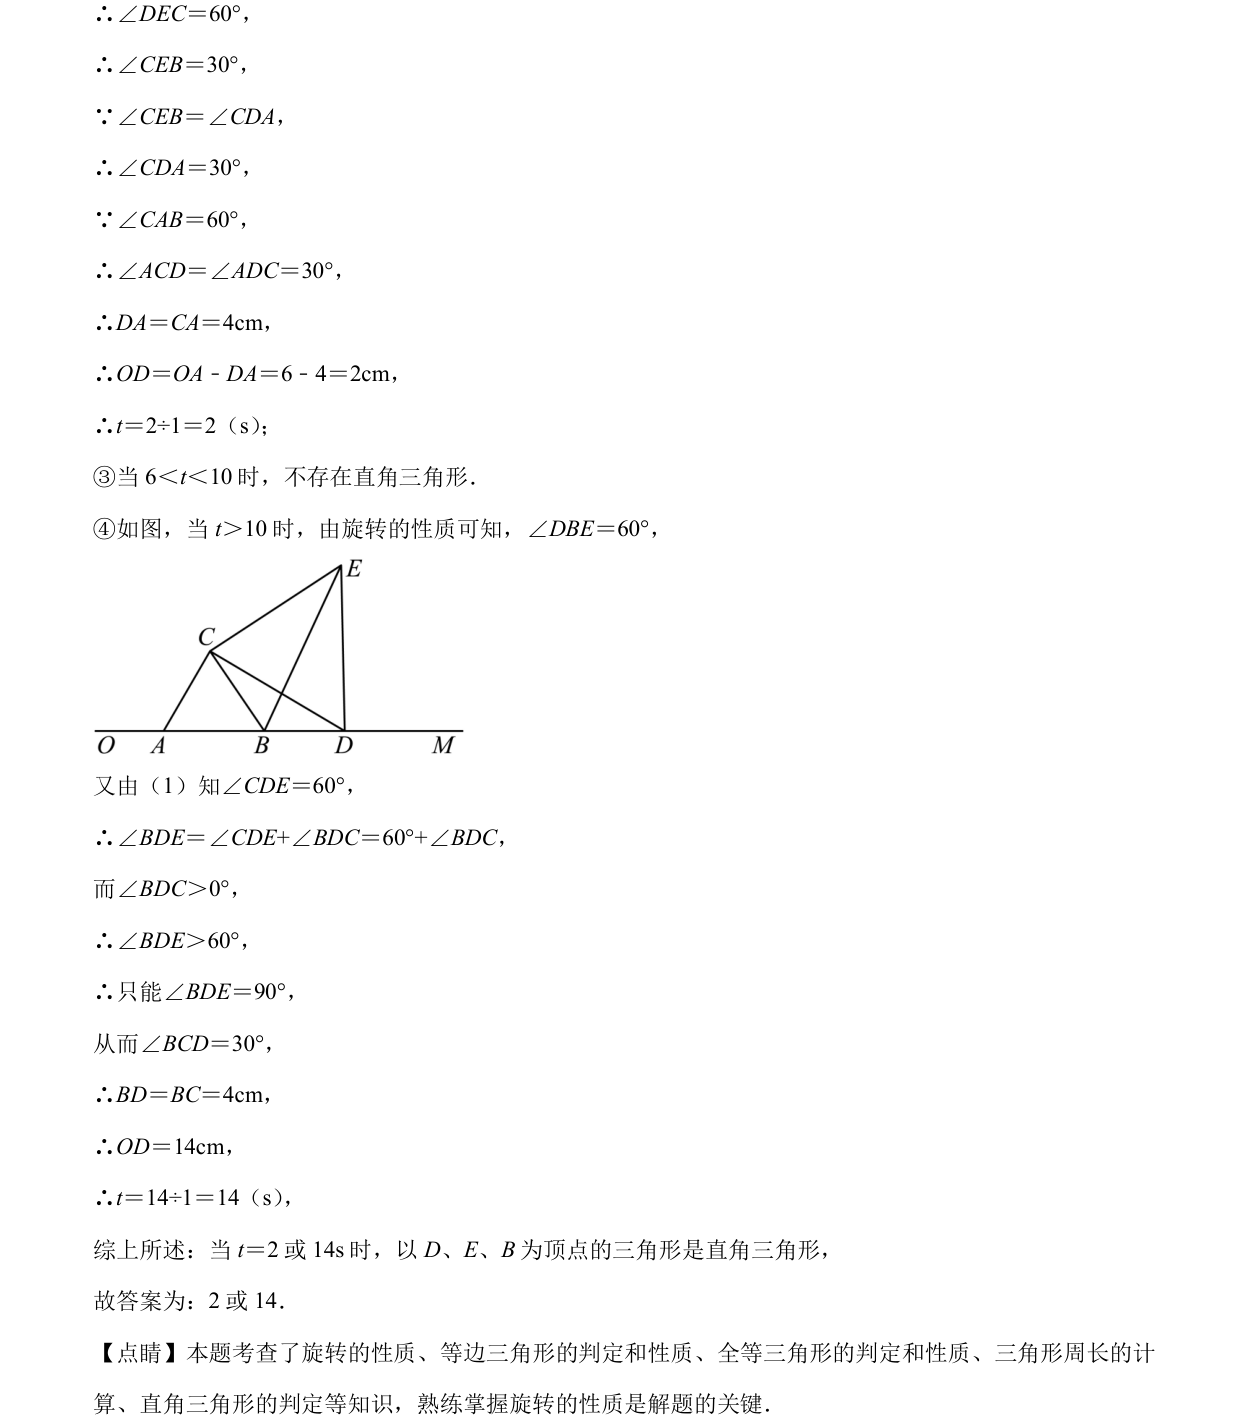 ∴∠DEC＝60°，
∴∠CEB＝30°，
∵∠CEB＝∠CDA，
∴∠CDA＝30°，
∵∠CAB＝60°，
∴∠ACD＝∠ADC＝30°，
∴DA＝CA＝4cm，
∴OD＝OA﹣DA＝6﹣4＝2cm，
∴t＝2÷1＝2（s）；
③当 6＜t＜10 时，不存在直角三角形．
④如图，当 t＞10 时，由旋转的性质可知，∠DBE＝60°，
E
C
O A B D M
又由（1）知∠CDE＝60°，
∴∠BDE＝∠CDE+∠BDC＝60°+∠BDC，
而∠BDC＞0°，
∴∠BDE＞60°，
∴只能∠BDE＝90°，
从而∠BCD＝30°，
∴BD＝BC＝4cm，
∴OD＝14cm，
∴t＝14÷1＝14（s），
综上所述：当 t＝2 或 14s 时，以 D、E、B 为顶点的三角形是直角三角形，
故答案为：2 或 14．
【点睛】本题考查了旋转的性质、等边三角形的判定和性质、全等三角形的判定和性质、三角形周长的计
算、直角三角形的判定等知识，熟练掌握旋转的性质是解题的关键．